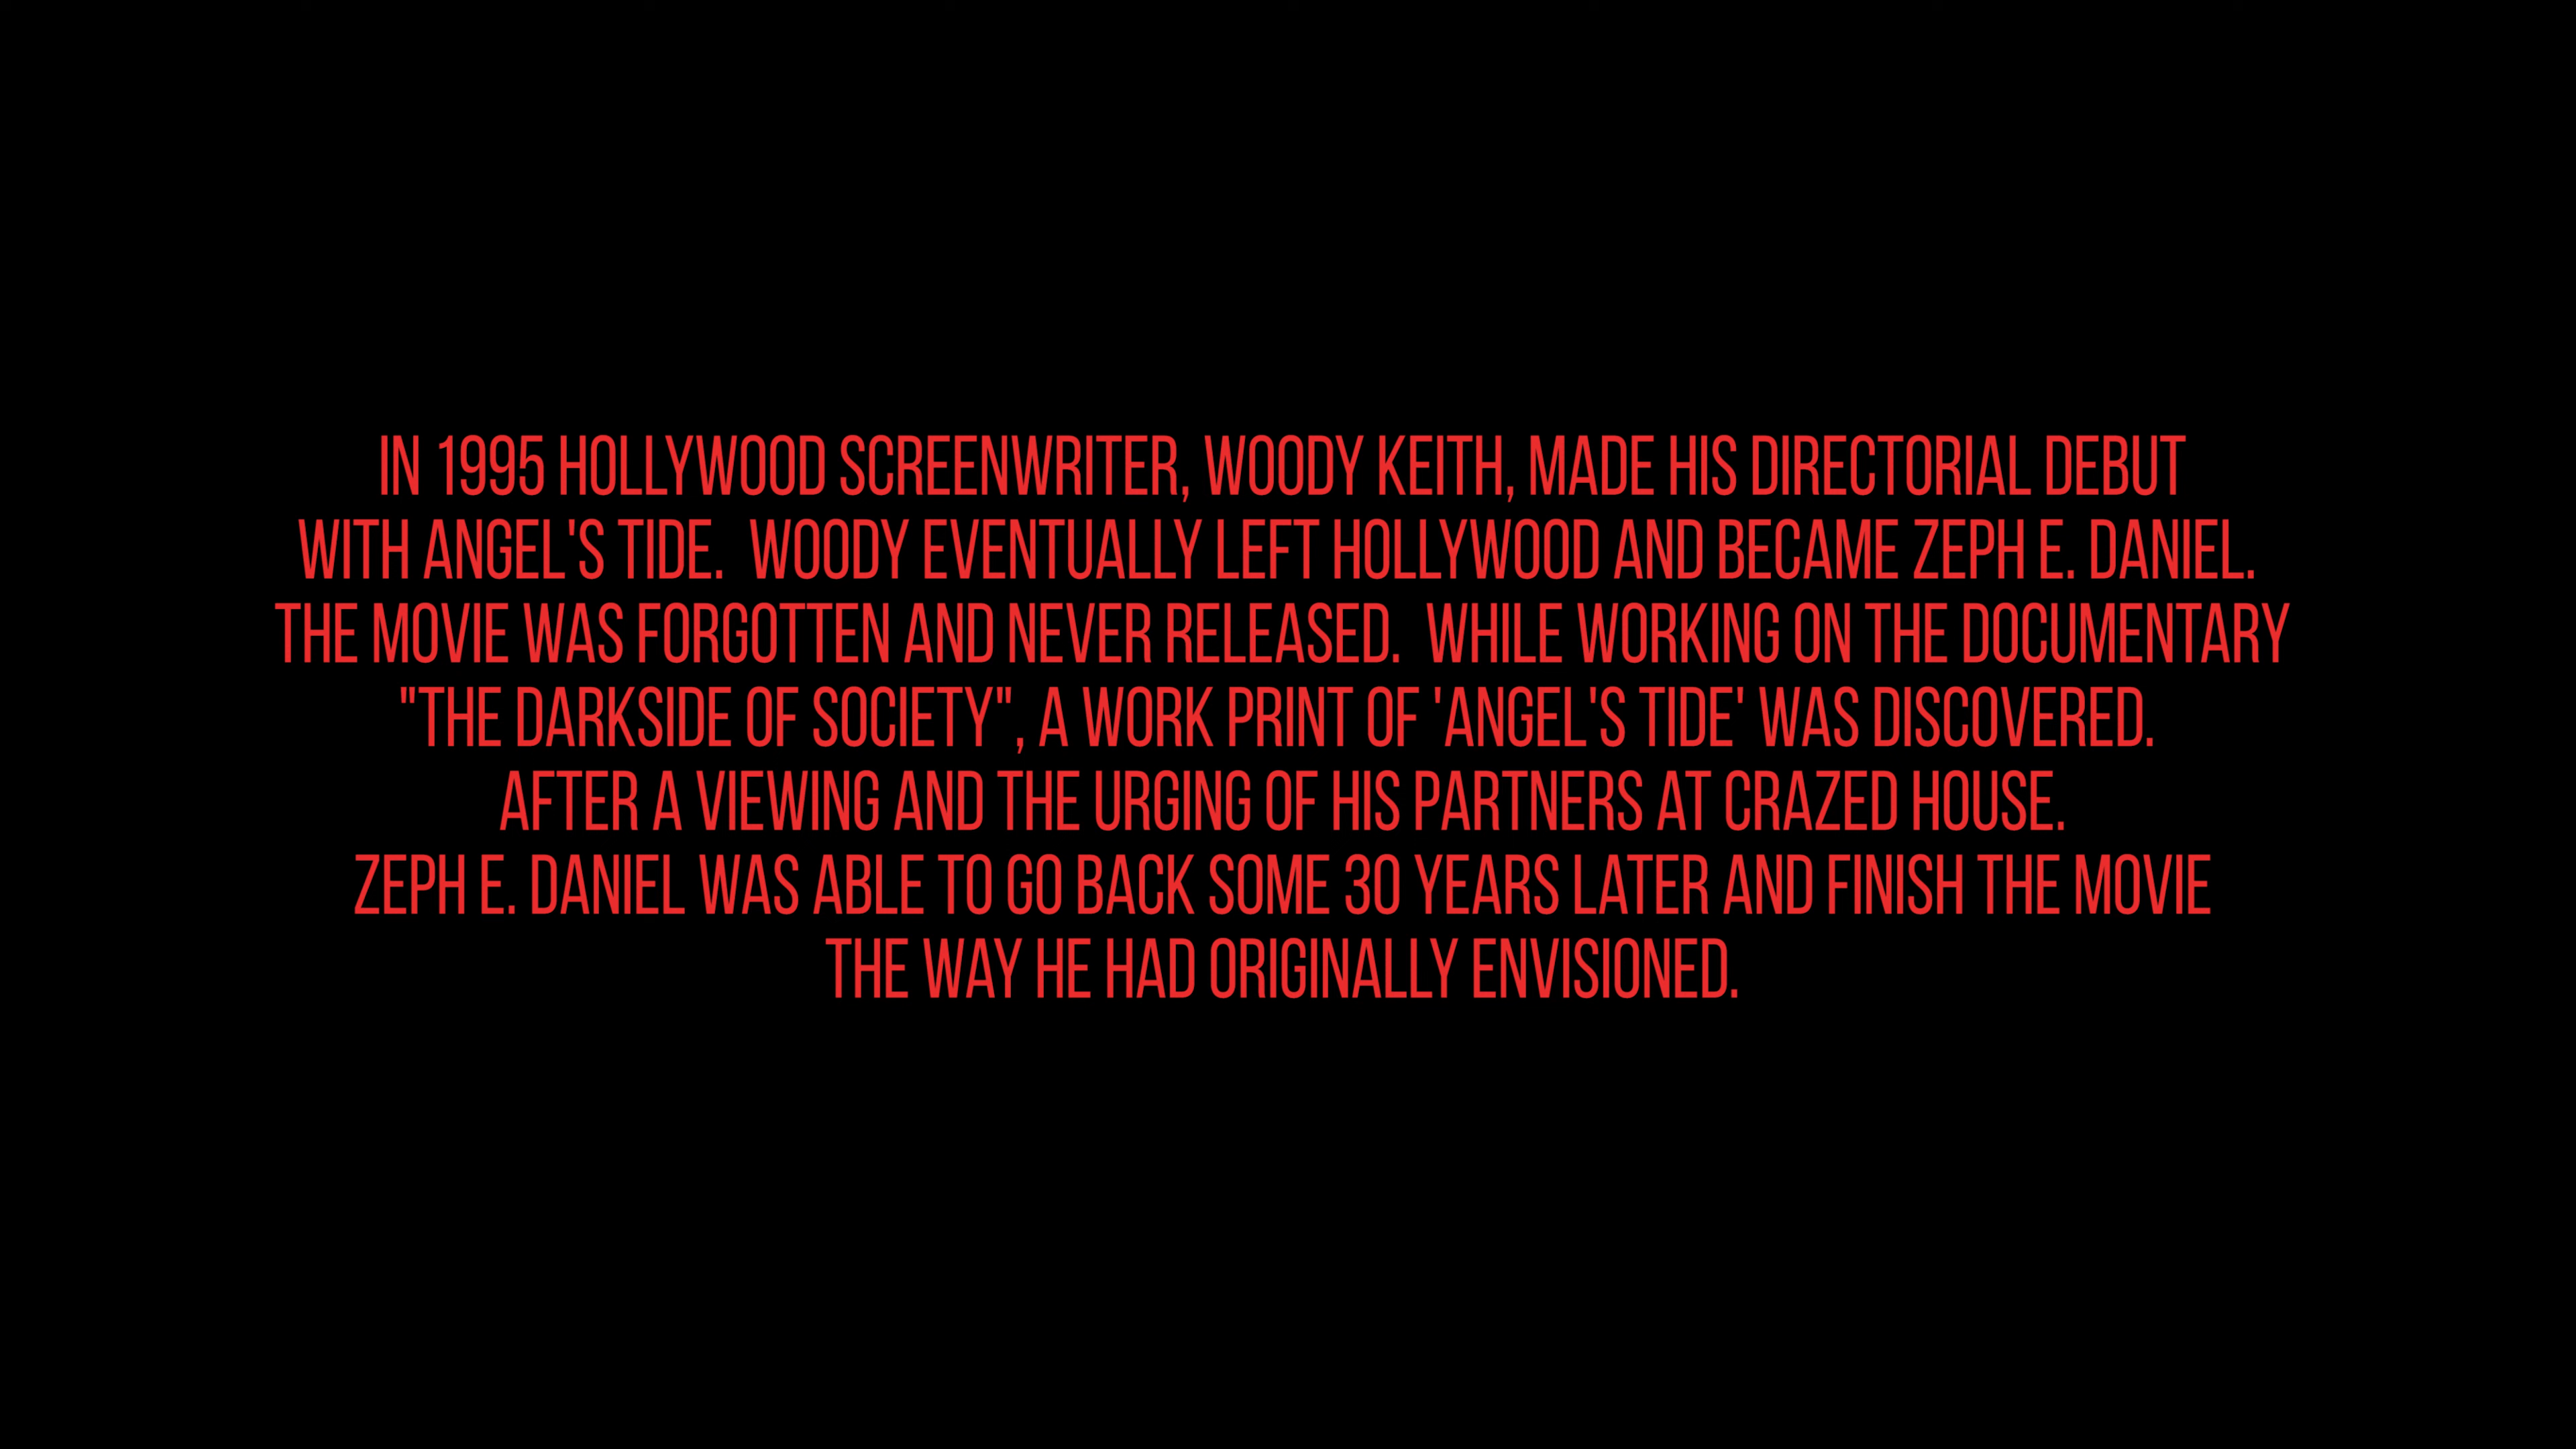 IN 1995 HOLLYWOOD SCREENWRITER, WOODY KEITH, MADE HIS DIRECTORIAL DEBUT
WITH ANGEL'S TIDE.  WOODY EVENTUALLY LEFT HOLLYWOOD AND BECAME ZEPH E. DANIEL.
THE MOVIE WAS FORGOTTEN AND NEVER RELEASED.  WHILE WORKING ON THE DOCUMENTARY
"THE DARKSIDE OF SOCIETY", A WORK PRINT OF 'ANGEL'S TIDE' WAS DISCOVERED.
AFTER A VIEWING AND THE URGING OF HIS PARTNERS AT CRAZED HOUSE.
ZEPH E. DANIEL WAS ABLE TO GO BACK SOME 30 YEARS LATER AND FINISH THE MOVIE
THE WAY HE HAD ORIGINALLY ENVISIONED.